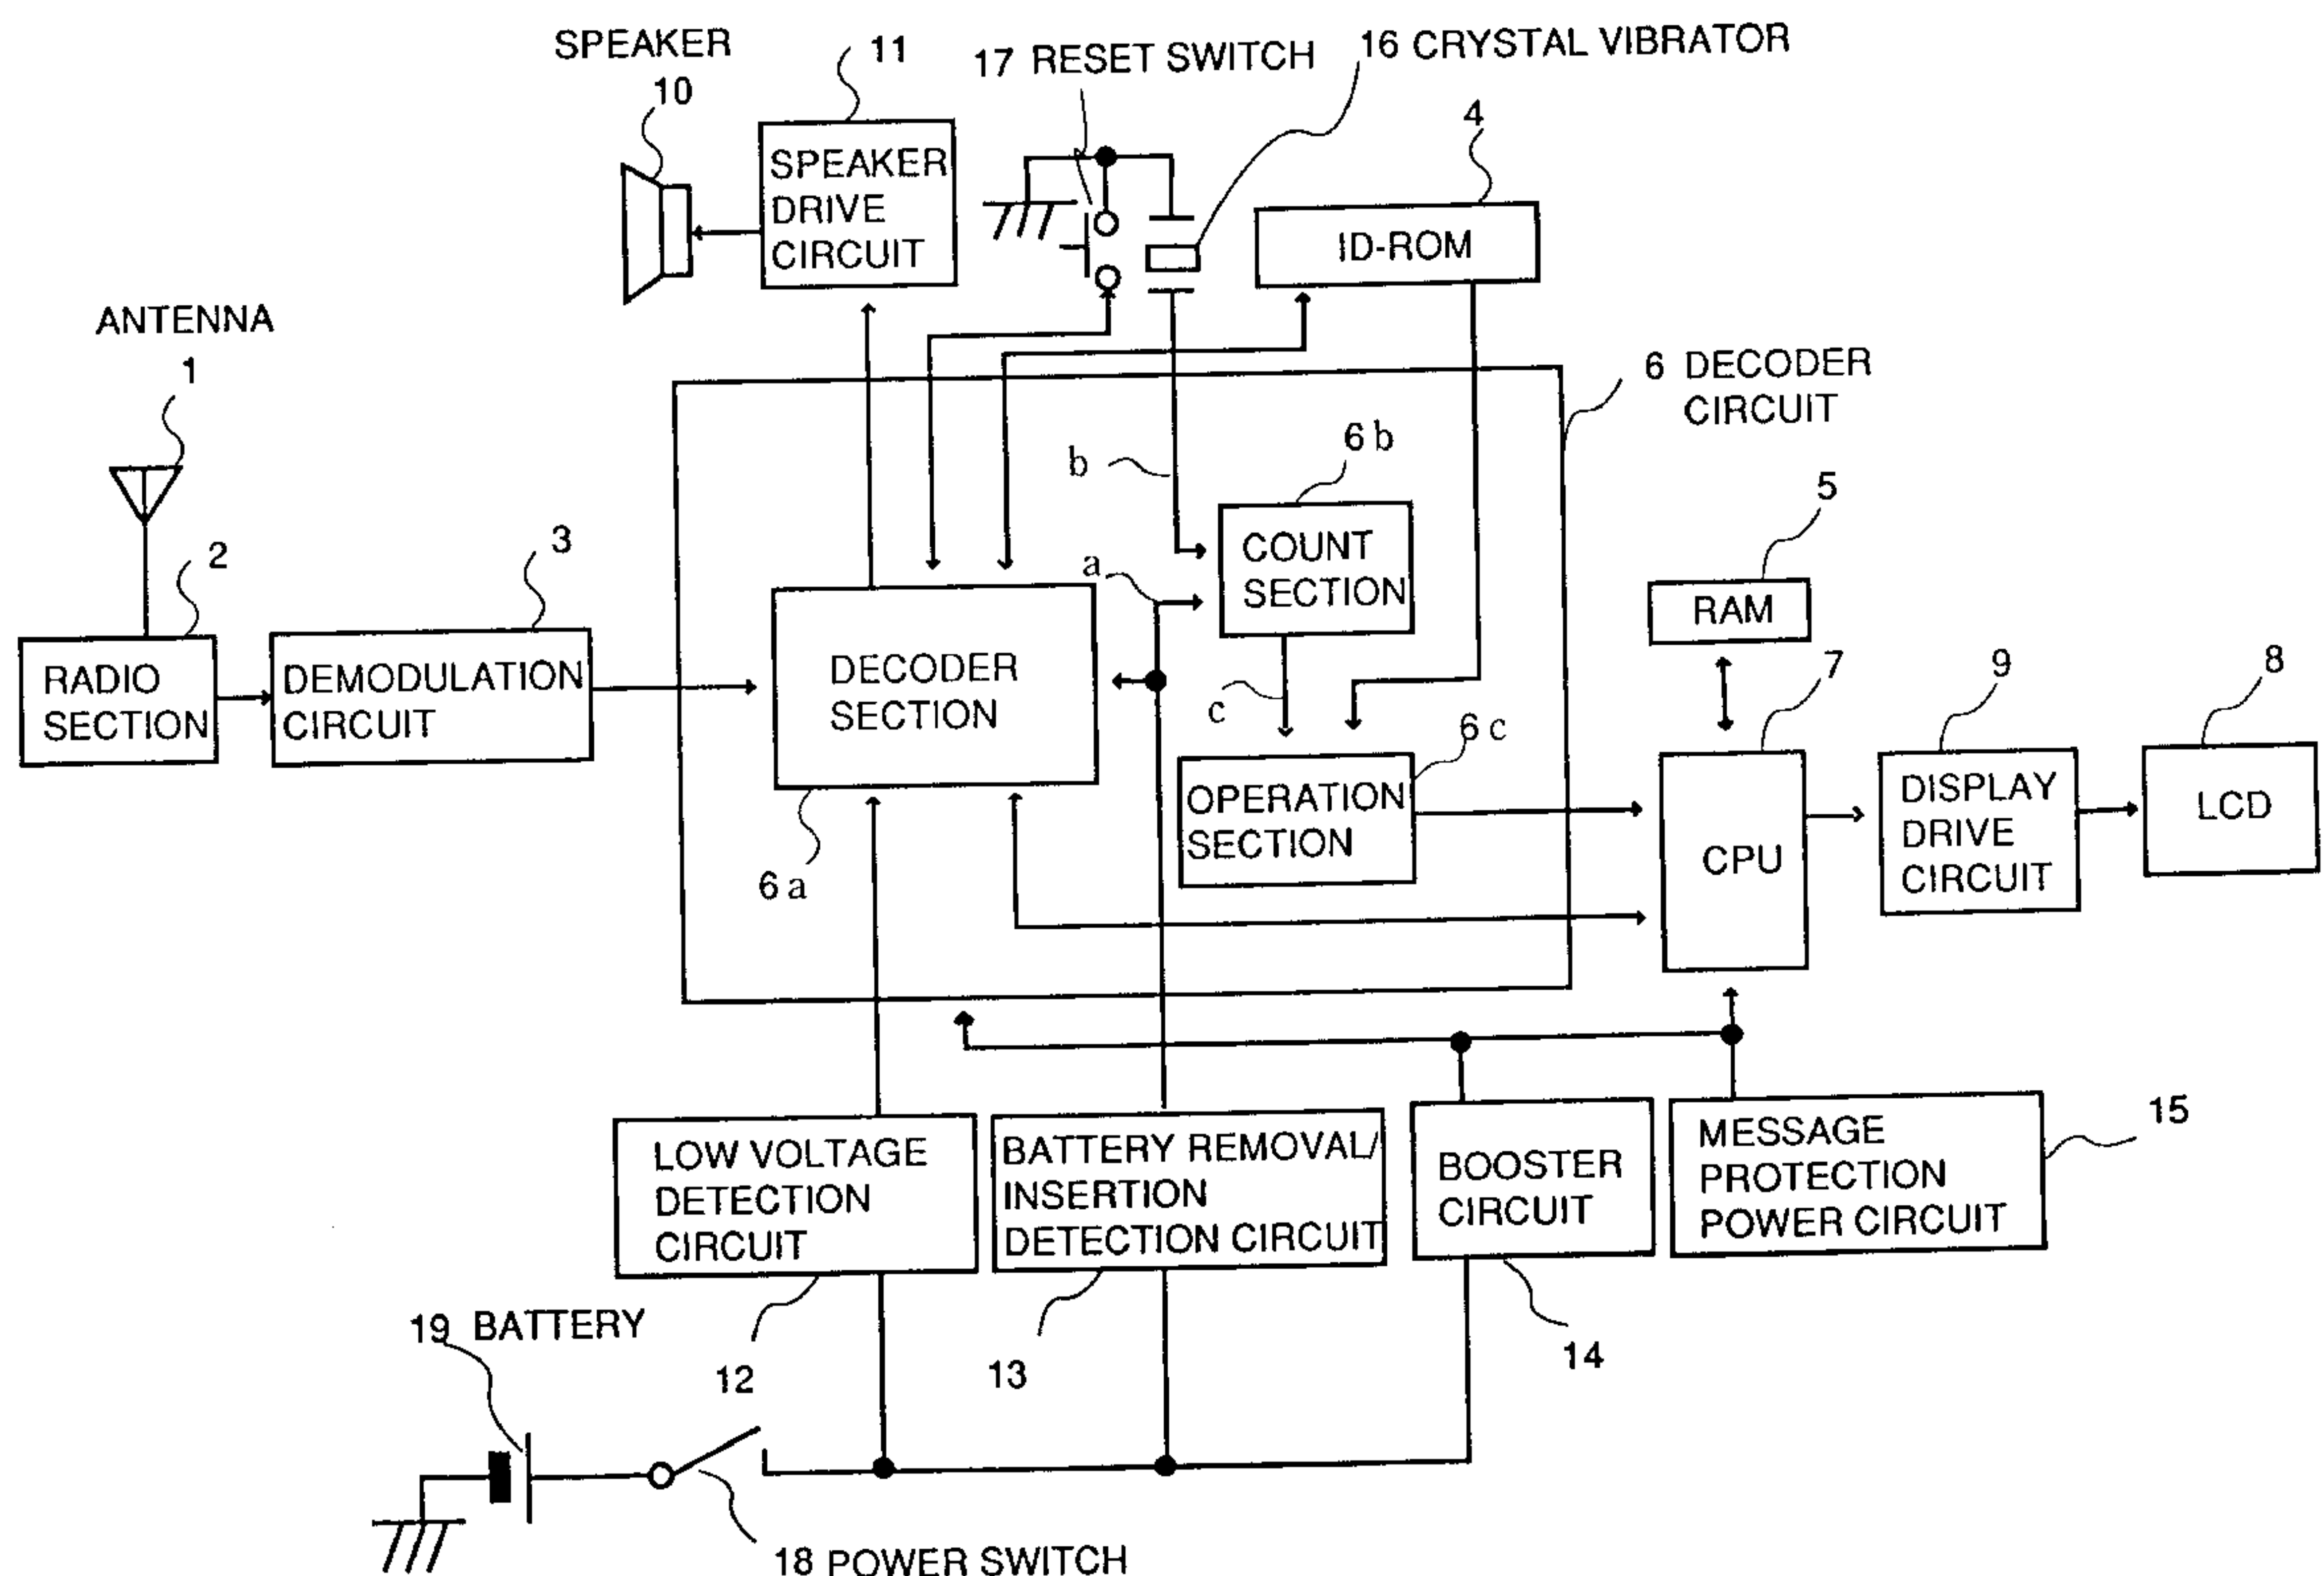 SPEAKER
10
11
17 RESET SWITCH
16 CRYSTAL VIBRATOR
4
SPEAKER
DRIVE
CIRCUIT
ID-ROM
ANTENNA
1
6 DECODER
CIRCUIT
b
6b
5
2
3
a
COUNT
SECTION
RAM
RADIO
SECTION
DEMODULATION
CIRCUIT
DECODER
SECTION
c
6c
7
9
8
OPERATION
SECTION
CPU
DISPLAY
DRIVE
CIRCUIT
LCD
6a
LOW VOLTAGE
DETECTION
CIRCUIT
BATTERY REMOVAL/
INSERTION
DETECTION CIRCUIT
BOOSTER
CIRCUIT
MESSAGE
PROTECTION
POWER CIRCUIT
15
19 BATTERY
12
13
14
18 POWER SWITCH